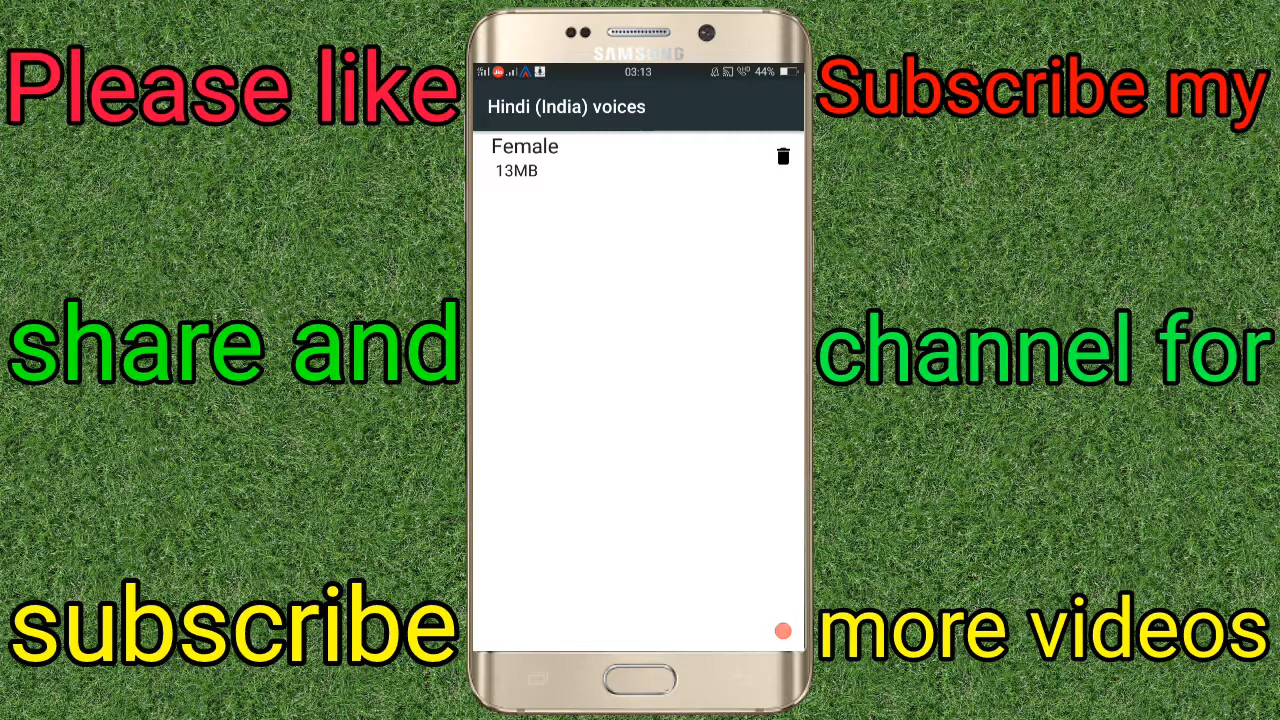 Please like
share and
subscribe
SAMSUNG
Jio
03:13
44%
Hindi (India) voices
Female
13MB
Subscribe my
channel for
more videos